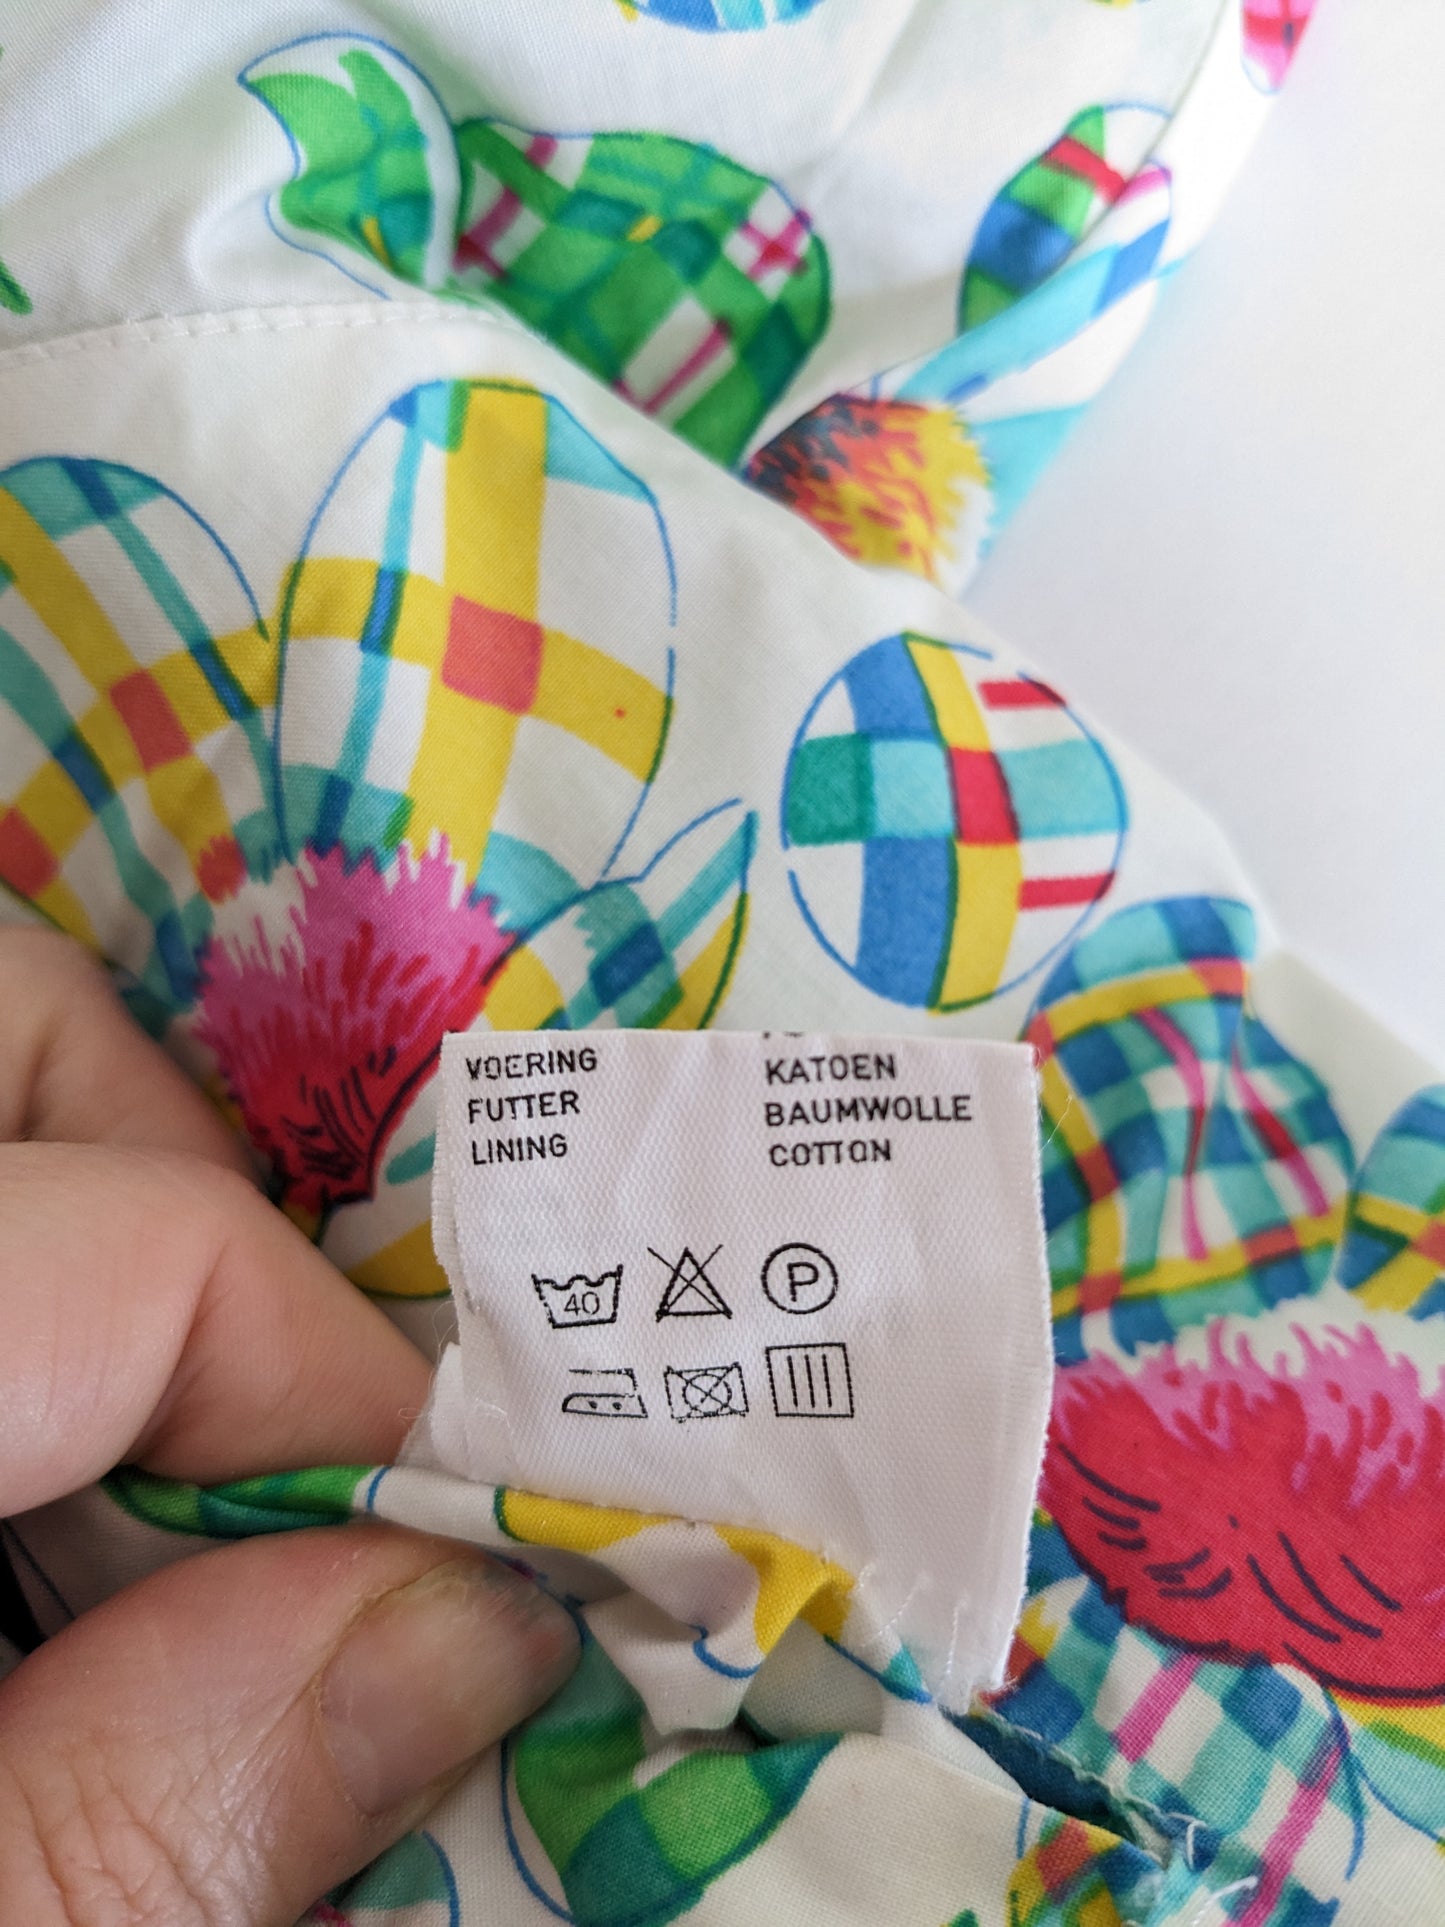 VOERING KATOEN
FUTTER BAUMWOLLE
LINING COTTON
40 P